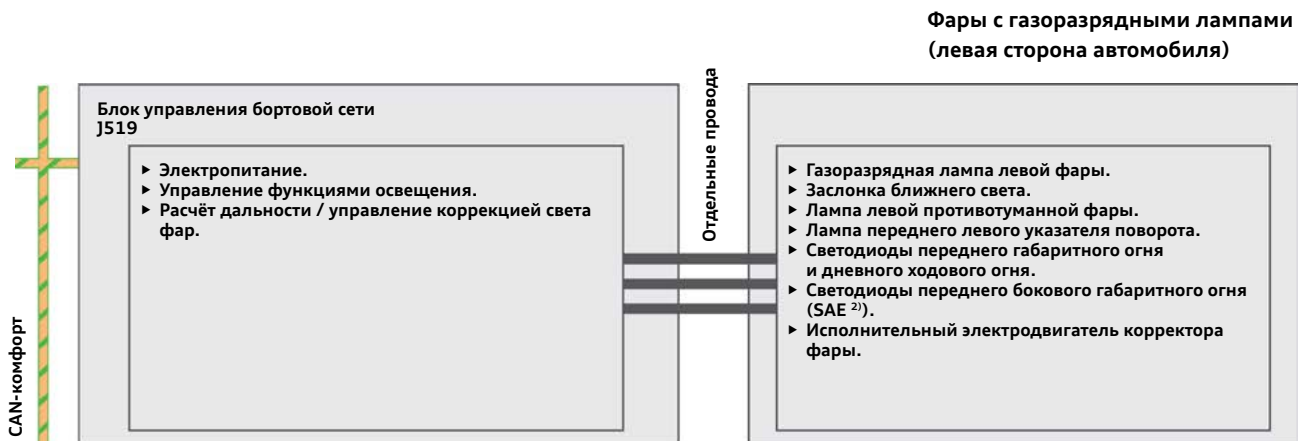 Фары с газоразрядными лампами
(левая сторона автомобиля)
Блок управления бортовой сети
J519
▸ Электропитание.
▸ Управление функциями освещения.
▸ Расчёт дальности / управление коррекцией света
фар.
Отдельные провода
▸ Газоразрядная лампа левой фары.
▸ Заслонка ближнего света.
▸ Лампа левой противотуманной фары.
▸ Лампа переднего левого указателя поворота.
▸ Светодиоды переднего габаритного огня
и дневного ходового огня.
▸ Светодиоды переднего бокового габаритного огня
(SAE ²⁾).
▸ Исполнительный электродвигатель корректора
фары.
CAN-комфорт